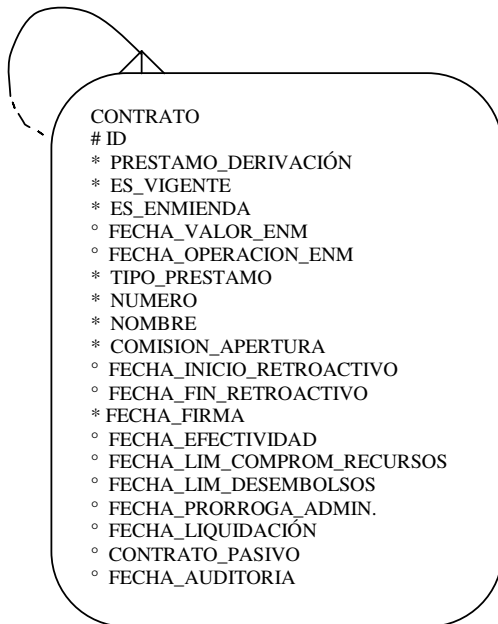 CONTRATO
# ID
* PRESTAMO_DERIVACIÓN
* ES_VIGENTE
* ES_ENMIENDA
° FECHA_VALOR_ENM
° FECHA_OPERACION_ENM
* TIPO_PRESTAMO
* NUMERO
* NOMBRE
* COMISION_APERTURA
° FECHA_INICIO_RETROACTIVO
° FECHA_FIN_RETROACTIVO
* FECHA_FIRMA
° FECHA_EFECTIVIDAD
° FECHA_LIM_COMPROM_RECURSOS
° FECHA_LIM_DESEMBOLSOS
° FECHA_PRORROGA_ADMIN.
° FECHA_LIQUIDACIÓN
° CONTRATO_PASIVO
° FECHA_AUDITORIA